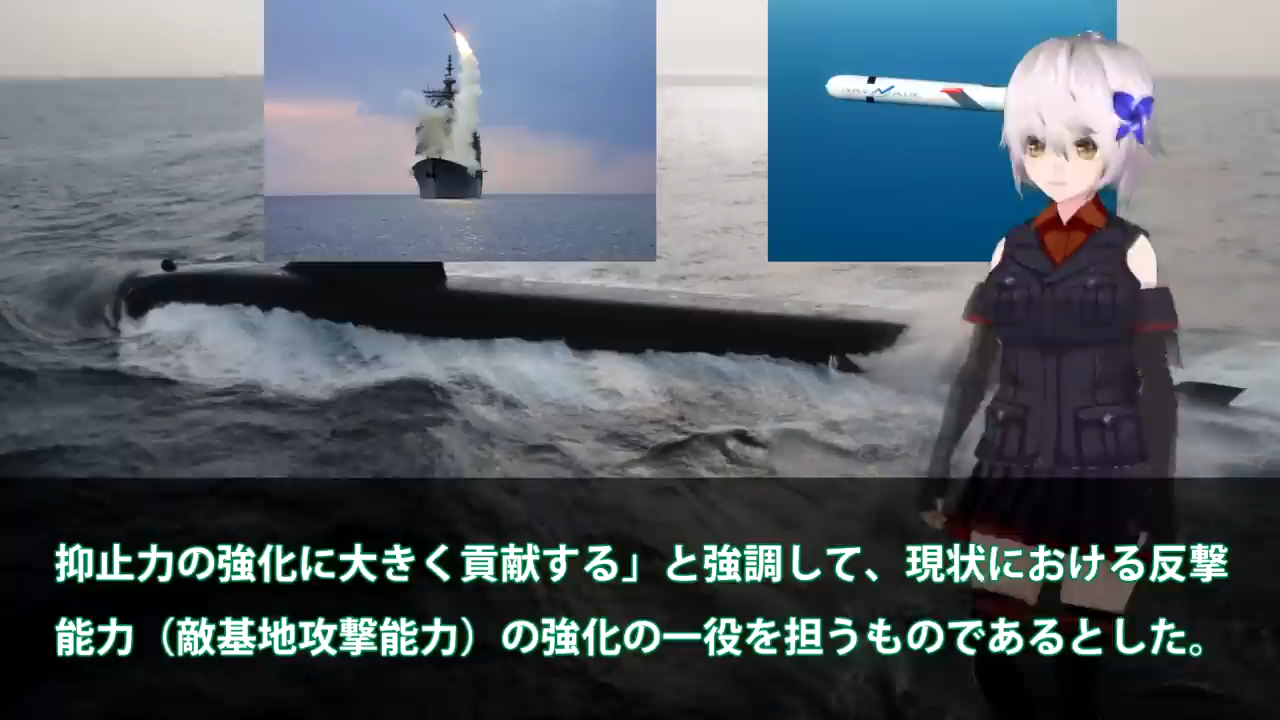 抑止力の強化に大きく貢献する」と強調して、現状における反撃
能力（敵基地攻撃能力）の強化の一役を担うものであるとした。